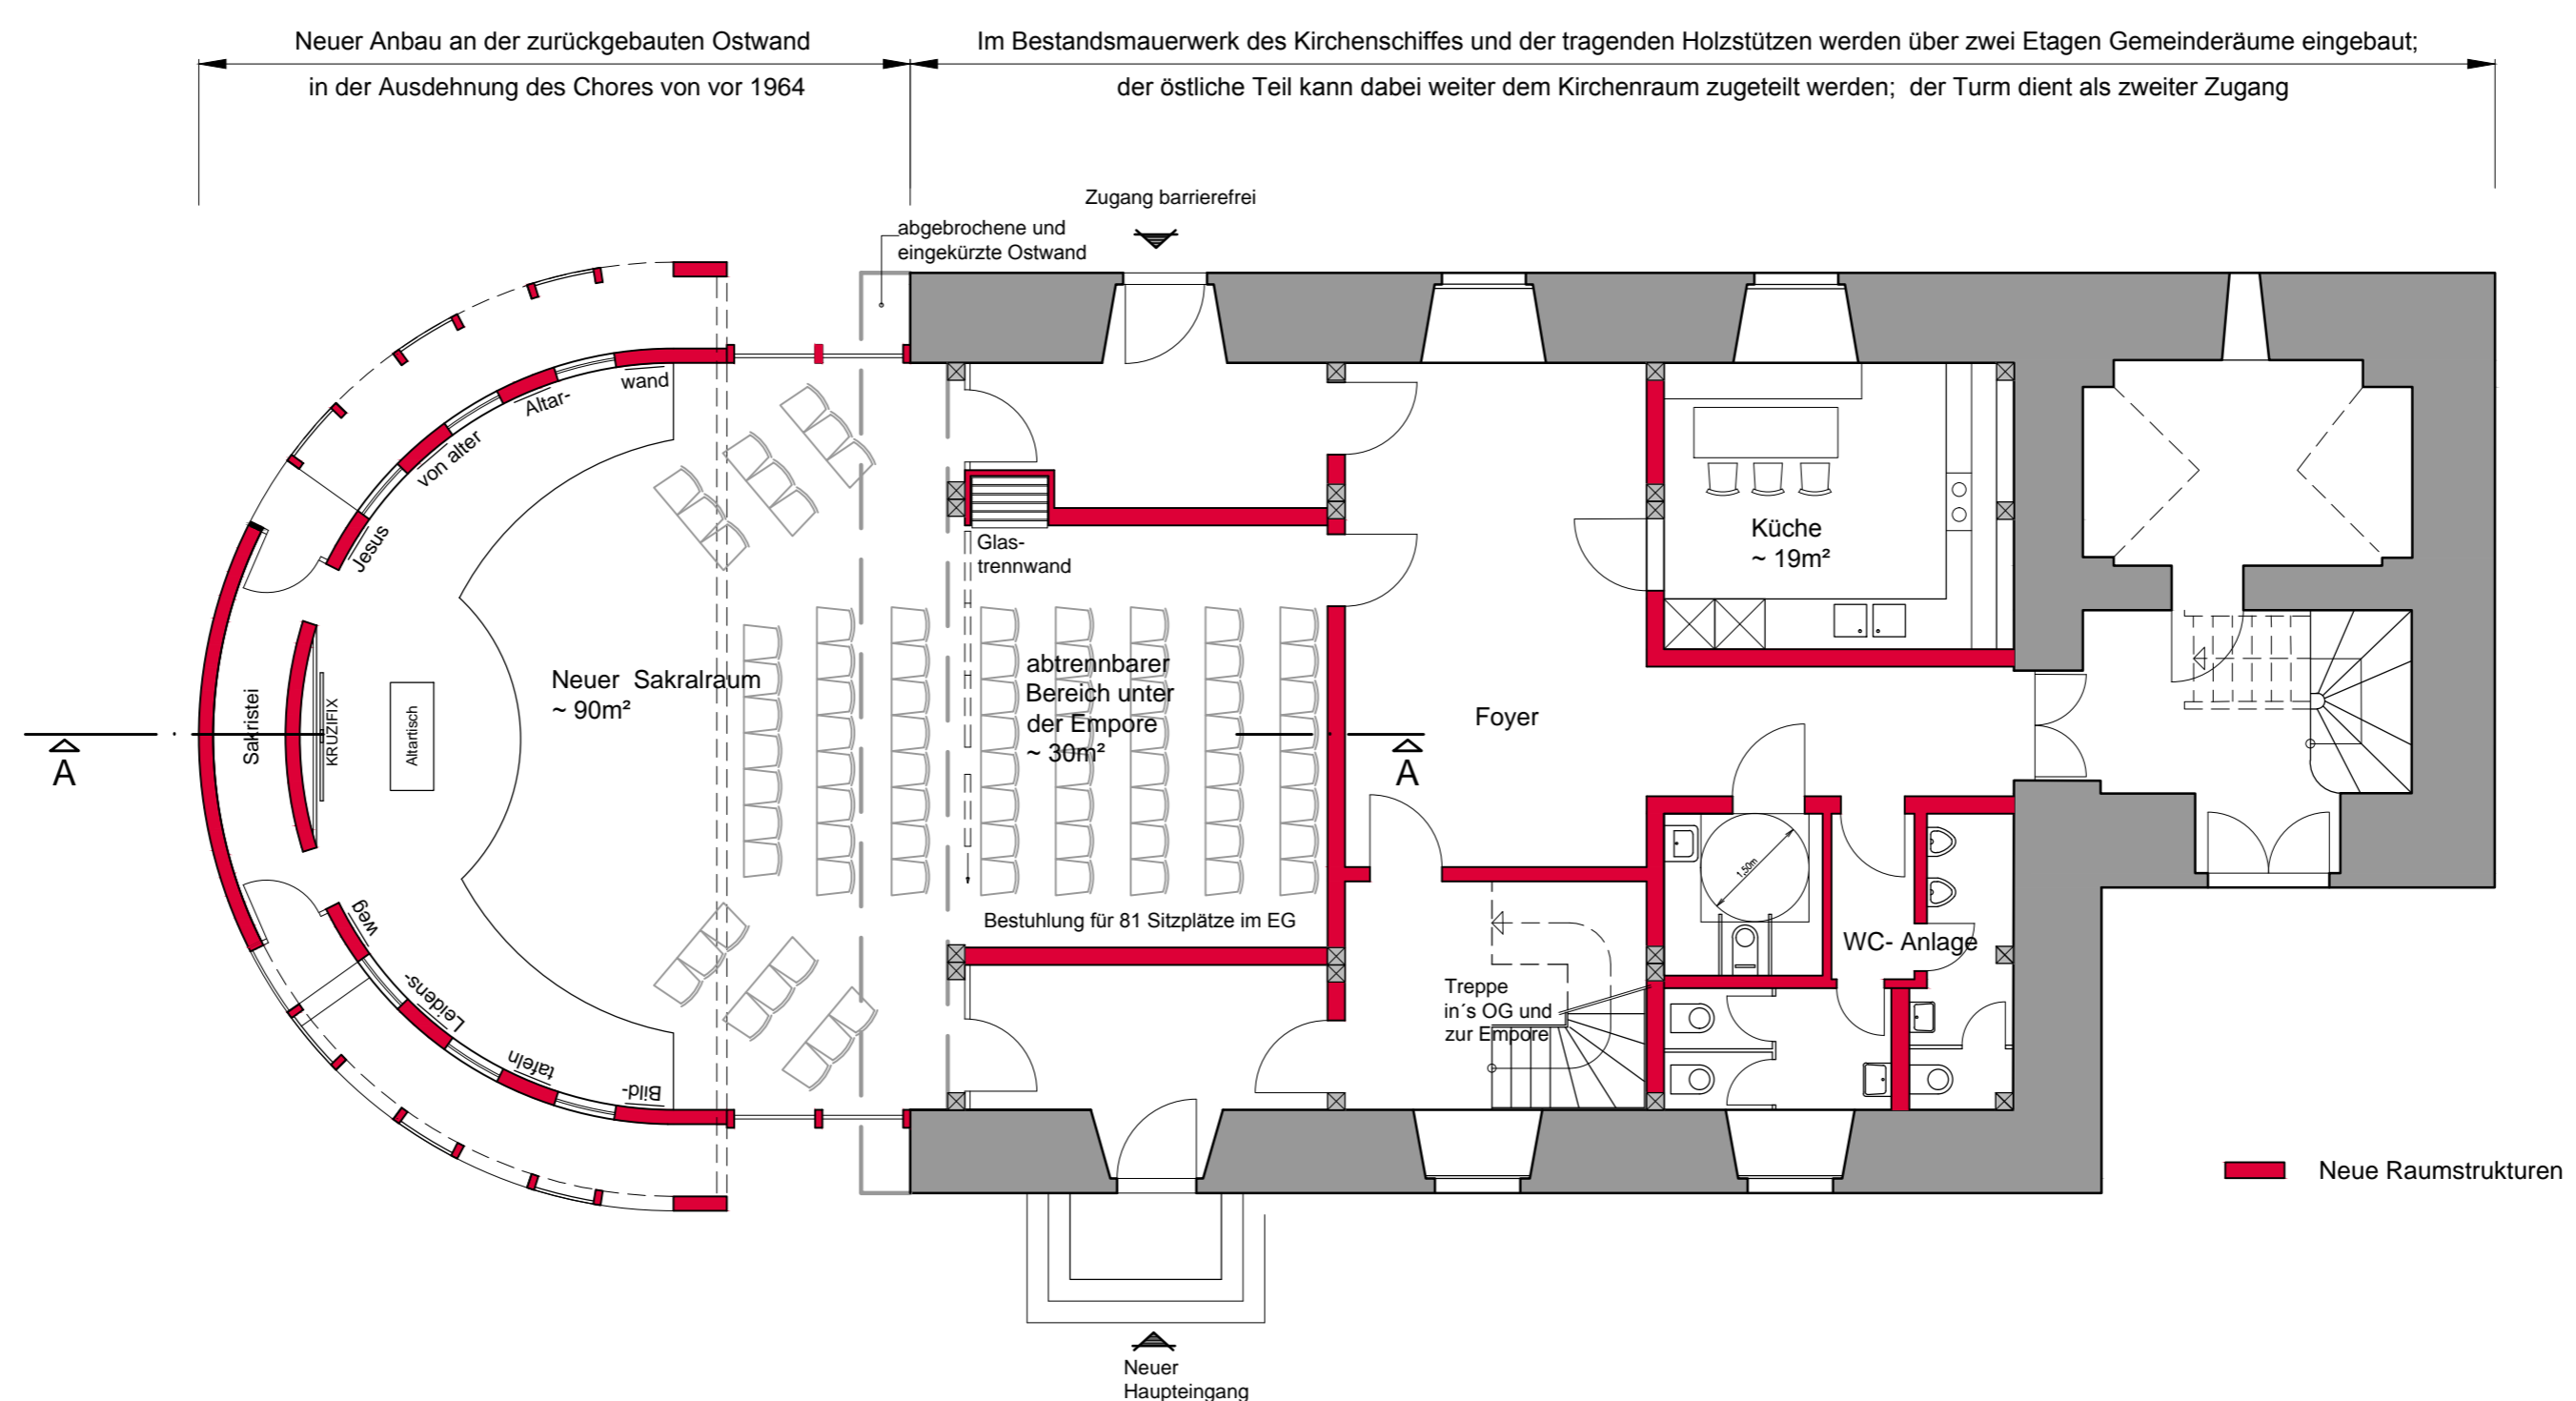 Neuer Anbau an der zurückgebauten Ostwand
in der Ausdehnung des Chores von vor 1964
Im Bestandsmauerwerk des Kirchenschiffes und der tragenden Holzstützen werden über zwei Etagen Gemeinderäume eingebaut;
der östliche Teil kann dabei weiter dem Kirchenraum zugeteilt werden; der Turm dient als zweiter Zugang
Zugang barrierefrei
abgebrochene und
eingekürzte Ostwand
wand
Altar-
von alter
Jesus
Glas-
trennwand
Küche
~ 19m²
Neuer Sakralraum
~ 90m²
abtrennbarer
Bereich unter
der Empore
~ 30m²
Foyer
Sakristei
KRUZIFIX
Altartisch
A
A
1,50m
Bestuhlung für 81 Sitzplätze im EG
WC- Anlage
weg
Leidens-
tafeln
Bild-
Treppe
in´s OG und
zur Empore
Neue Raumstrukturen
Neuer
Haupteingang